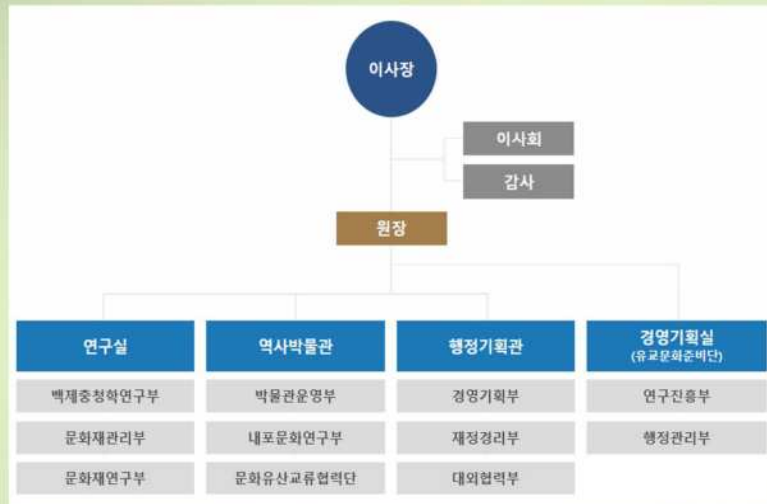 이사장
이사회
감사
원장
연구실
역사박물관
행정기획관
경영기획실
(유교문화준비단)
백제충청학연구부
박물관운영부
경영기획부
연구진흥부
문화재관리부
내포문화연구부
재정경리부
행정관리부
문화재연구부
문화유산교류협력단
대외협력부